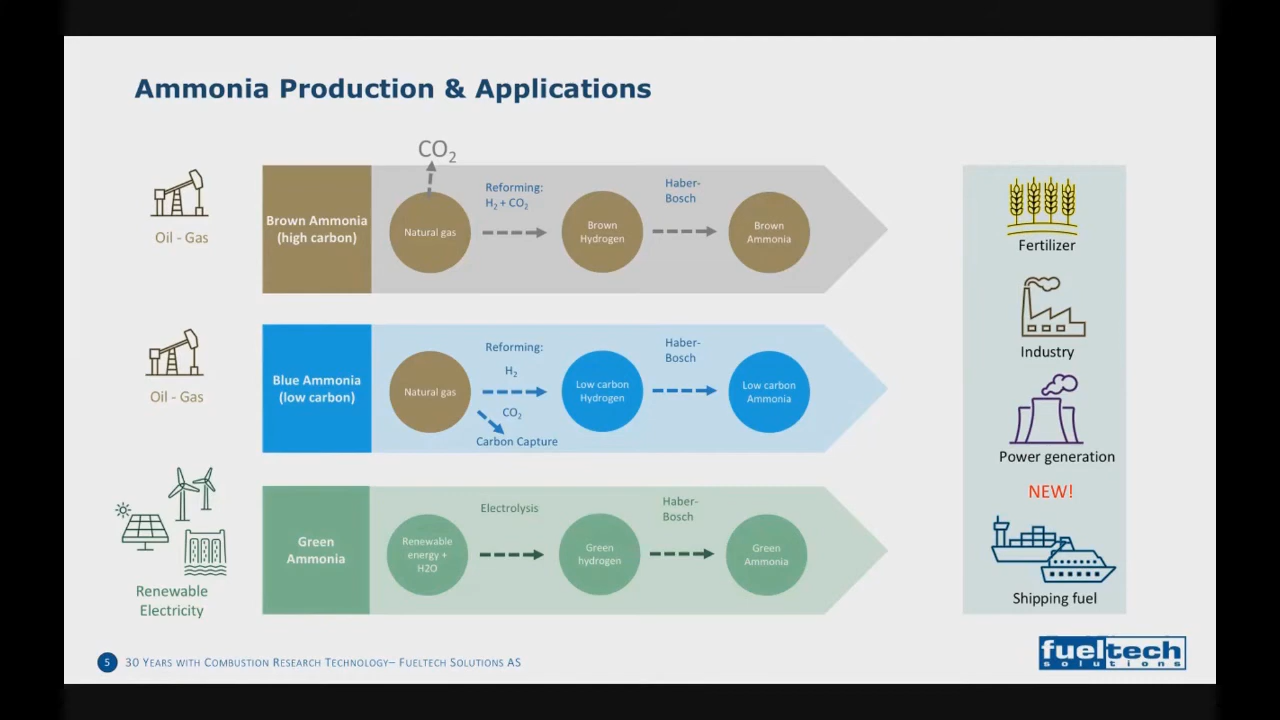 Ammonia Production & Applications
CO2
Oil - Gas
Brown Ammonia
(high carbon)
Natural gas
Reforming:
H2 + CO2
Brown
Hydrogen
Haber-
Bosch
Brown
Ammonia
Oil - Gas
Blue Ammonia
(low carbon)
Natural gas
Reforming:
H2
CO2
Carbon Capture
Low carbon
Hydrogen
Haber-
Bosch
Low carbon
Ammonia
Renewable
Electricity
Green
Ammonia
Renewable
energy +
H2O
Electrolysis
Green
hydrogen
Haber-
Bosch
Green
Ammonia
Fertilizer
Industry
Power generation
NEW!
Shipping fuel
5 30 Years with Combustion Research Technology– Fueltech Solutions AS
fueltech
solutions